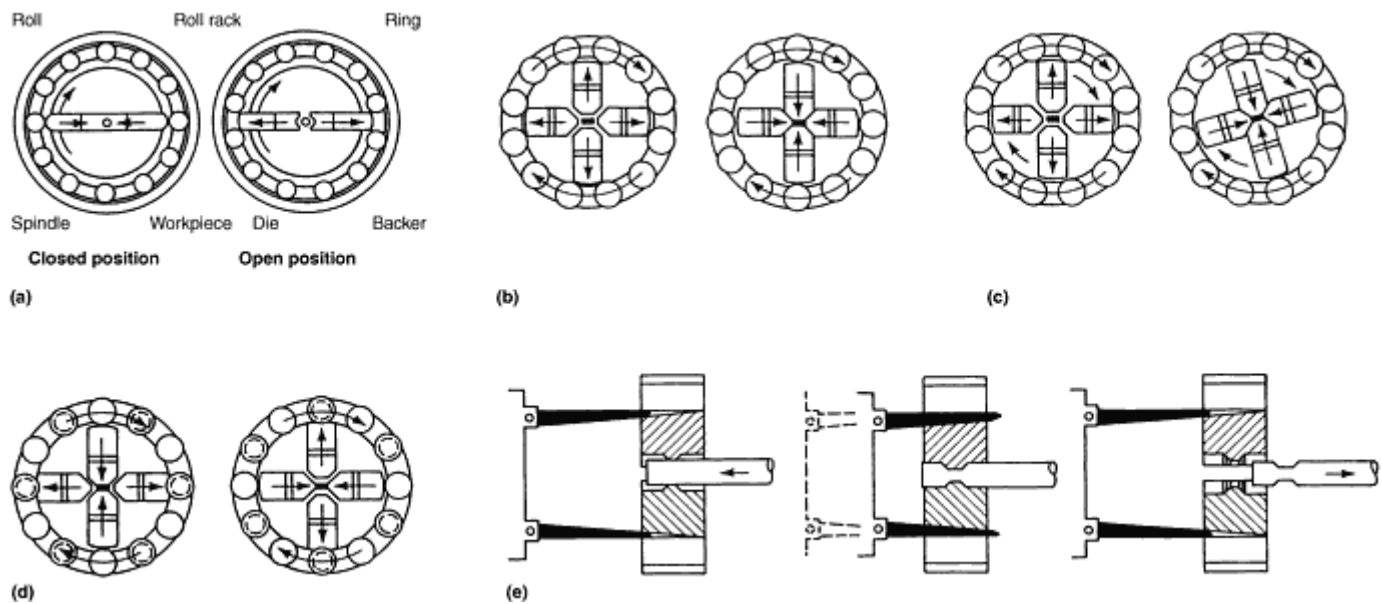 Roll Roll rack Ring
Spindle Workpiece Die Backer
Closed position Open position
(a)
(b)
(c)
(d)
(e)